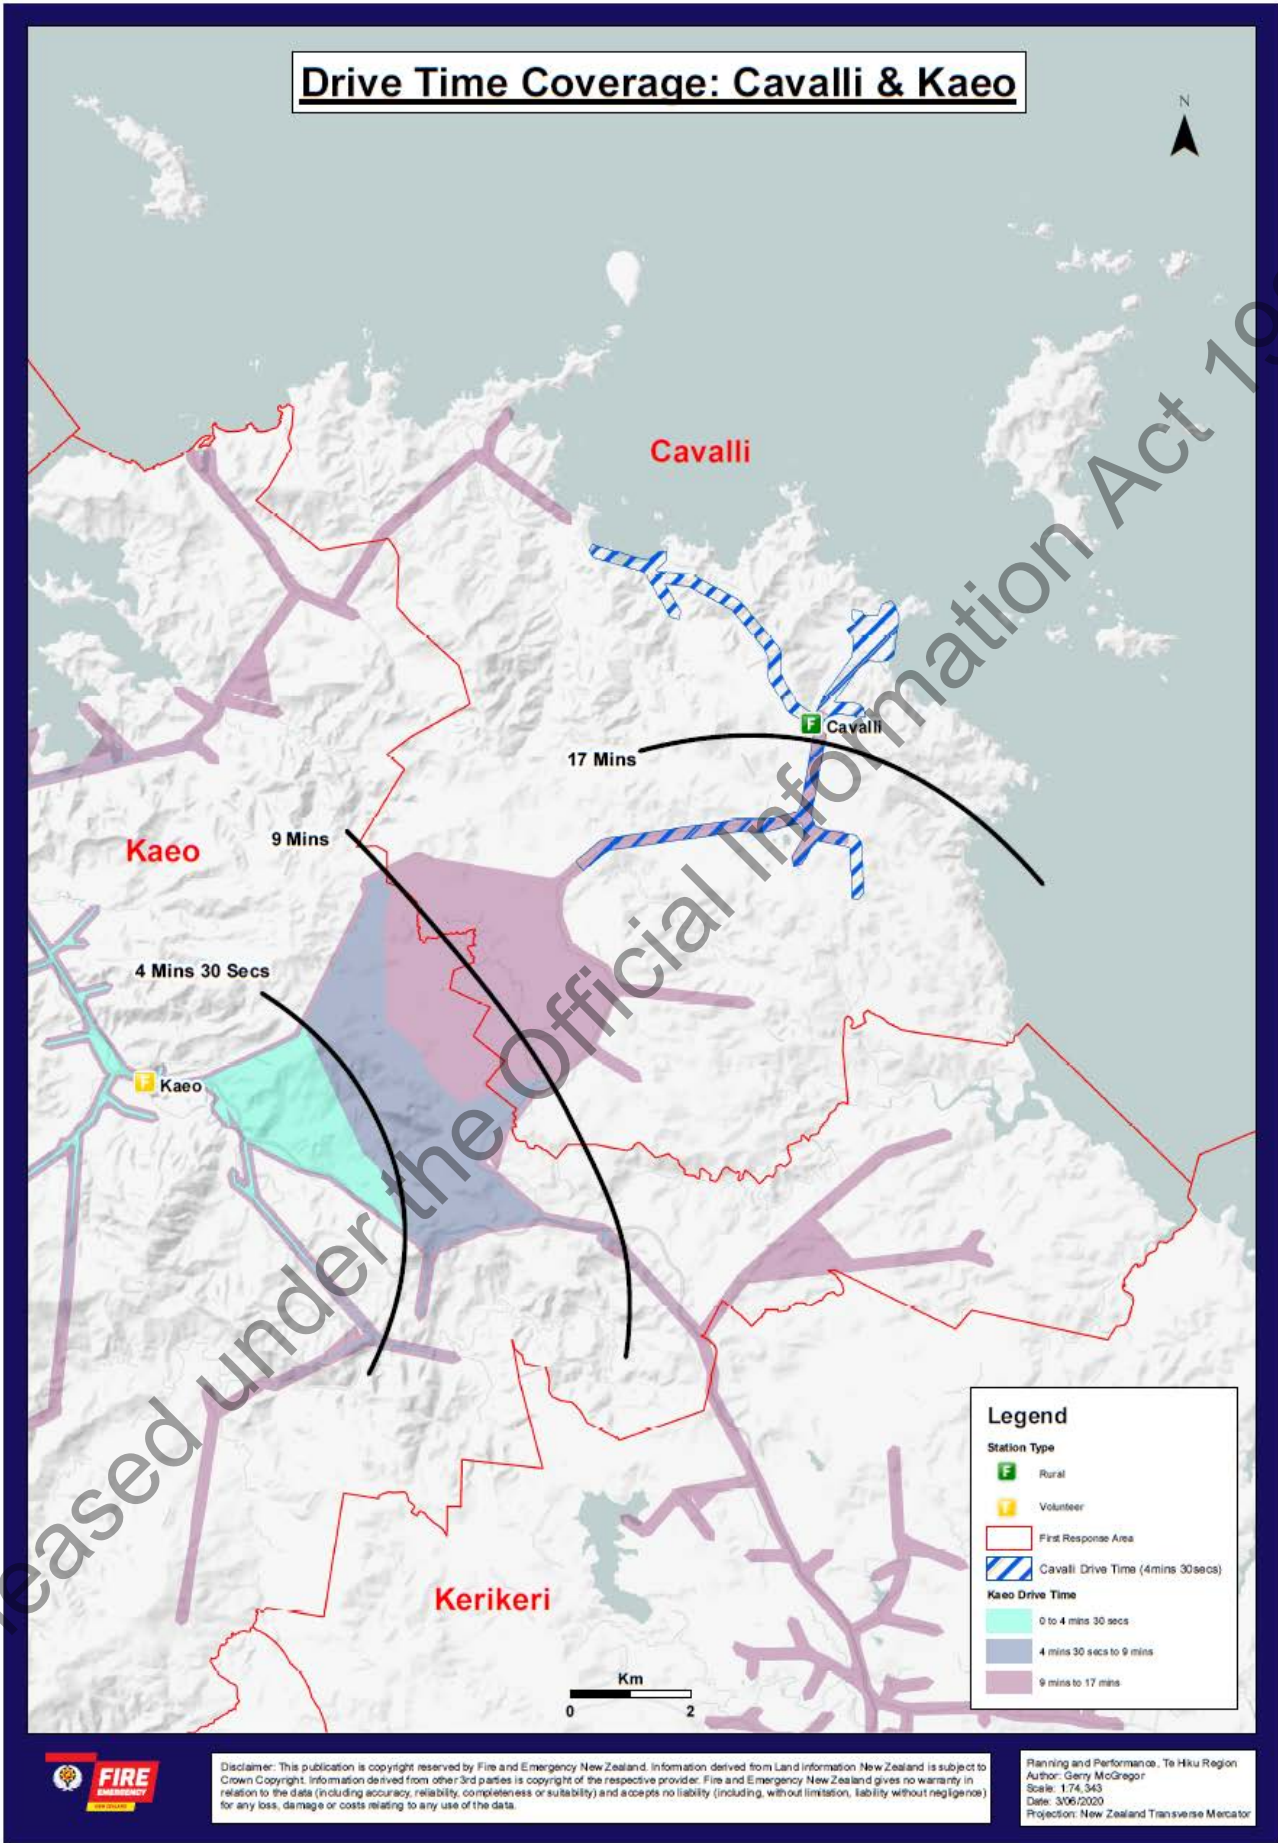 Drive Time Coverage: Cavalli & Kaeo
N
Cavalli
F Cavalli
17 Mins
9 Mins
Kaeo
4 Mins 30 Secs
F Kaeo
Kerikeri
Km
0 2
Legend
Station Type
F Rural
F Volunteer
First Response Area
Cavalli Drive Time (4mins 30secs)
Kaeo Drive Time
0 to 4 mins 30 secs
4 mins 30 secs to 9 mins
9 mins to 17 mins
under the Official Information Act
FIRE
EMERGENCY
NEW ZEALAND
Disclaimer: This publication is copyright reserved by Fire and Emergency New Zealand. Information derived from Land information New Zealand is subject to
Crown Copyright. Information derived from other 3rd parties is copyright of the respective provider. Fire and Emergency New Zealand gives no warranty in
relation to the data (including accuracy, reliability, completeness or suitability) and accepts no liability (including, without limitation, liability without negligence)
for any loss, damage or costs relating to any use of the data.
Planning and Performance, Te Hiku Region
Author: Gerry McGregor
Scale: 1:74,343
Date: 3/06/2020
Projection: New Zealand Transverse Mercator